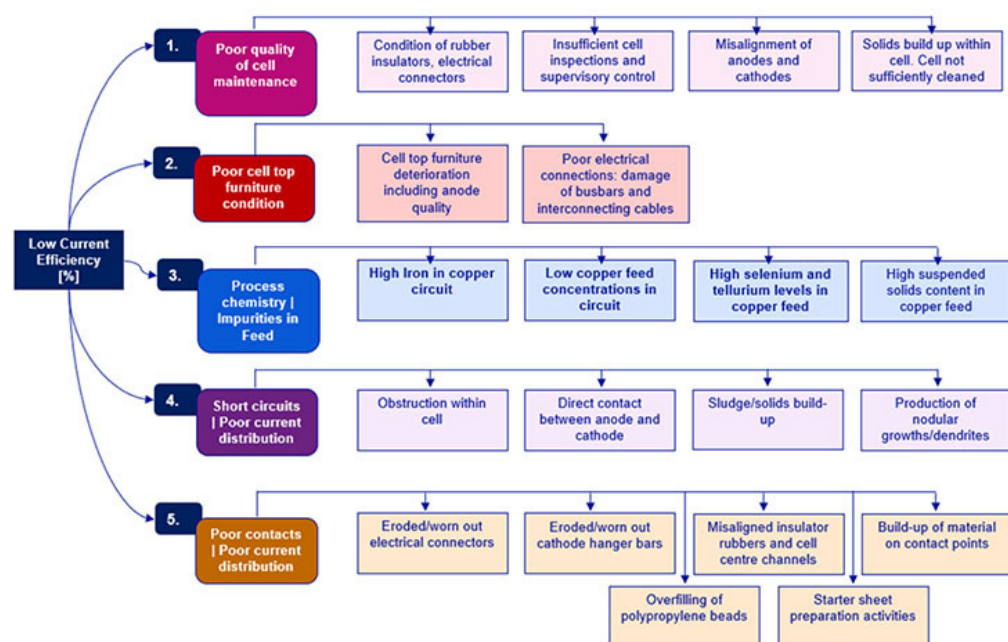 Low Current
Efficiency
[%]
1.
Poor quality
of cell
maintenance
Condition of rubber
insulators, electrical
connectors
Insufficient cell
inspections and
supervisory control
Misalignment of
anodes and
cathodes
Solids build up within
cell. Cell not
sufficiently cleaned
2.
Poor cell top
furniture
condition
Cell top furniture
deterioration
including anode
quality
Poor electrical
connections: damage
of busbars and
interconnecting cables
3.
Process
chemistry |
Impurities in
Feed
High Iron in copper
circuit
Low copper feed
concentrations in
circuit
High selenium and
tellurium levels in
copper feed
High suspended
solids content in
copper feed
4.
Short circuits
| Poor current
distribution
Obstruction within
cell
Direct contact
between anode and
cathode
Sludge/solids build-
up
Production of
nodular
growths/dendrites
5.
Poor contacts
| Poor current
distribution
Eroded/worn out
electrical connectors
Eroded/worn out
cathode hanger bars
Misaligned insulator
rubbers and cell
centre channels
Build-up of material
on contact points
Overfilling of
polypropylene beads
Starter sheet
preparation activities